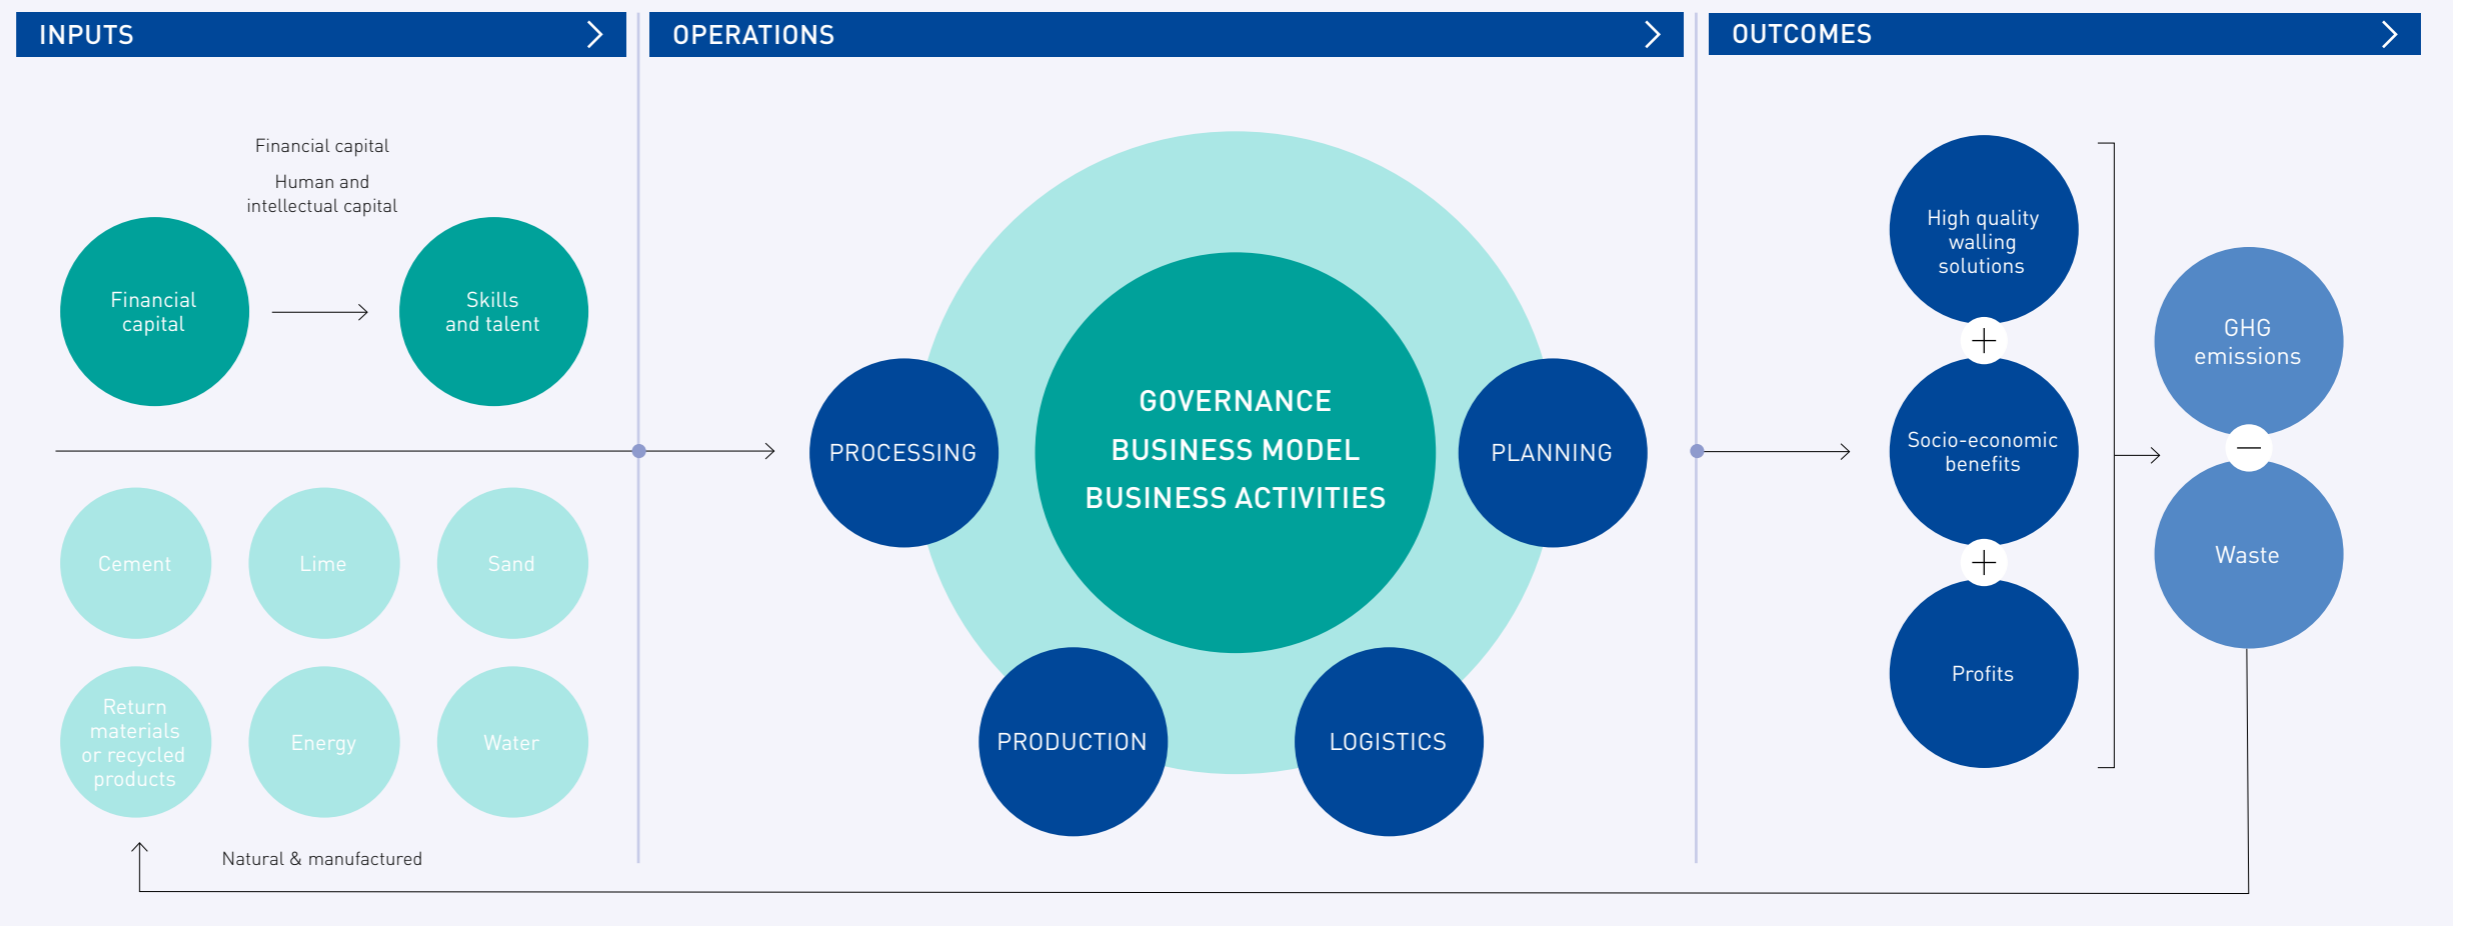 INPUTS
Financial capital
Human and
intellectual capital
Financial
capital
Skills
and talent
Cement
Lime
Sand
Return
materials
or recycled
products
Energy
Water
Natural & manufactured
OPERATIONS
GOVERNANCE
BUSINESS MODEL
BUSINESS ACTIVITIES
PROCESSING
PLANNING
PRODUCTION
LOGISTICS
OUTCOMES
High quality
walling
solutions
+
Socio-economic
benefits
+
Profits
GHG
emissions
−
Waste